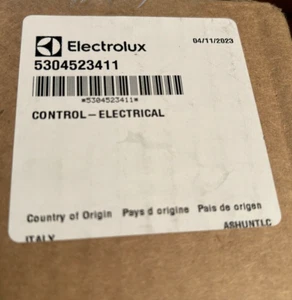 Electrolux
04/11/2023
5304523411
*5304523411*
CONTROL-ELECTRICAL
Country of Origin Pays d origine Pais de origen
ITALY
ASHUNTLC